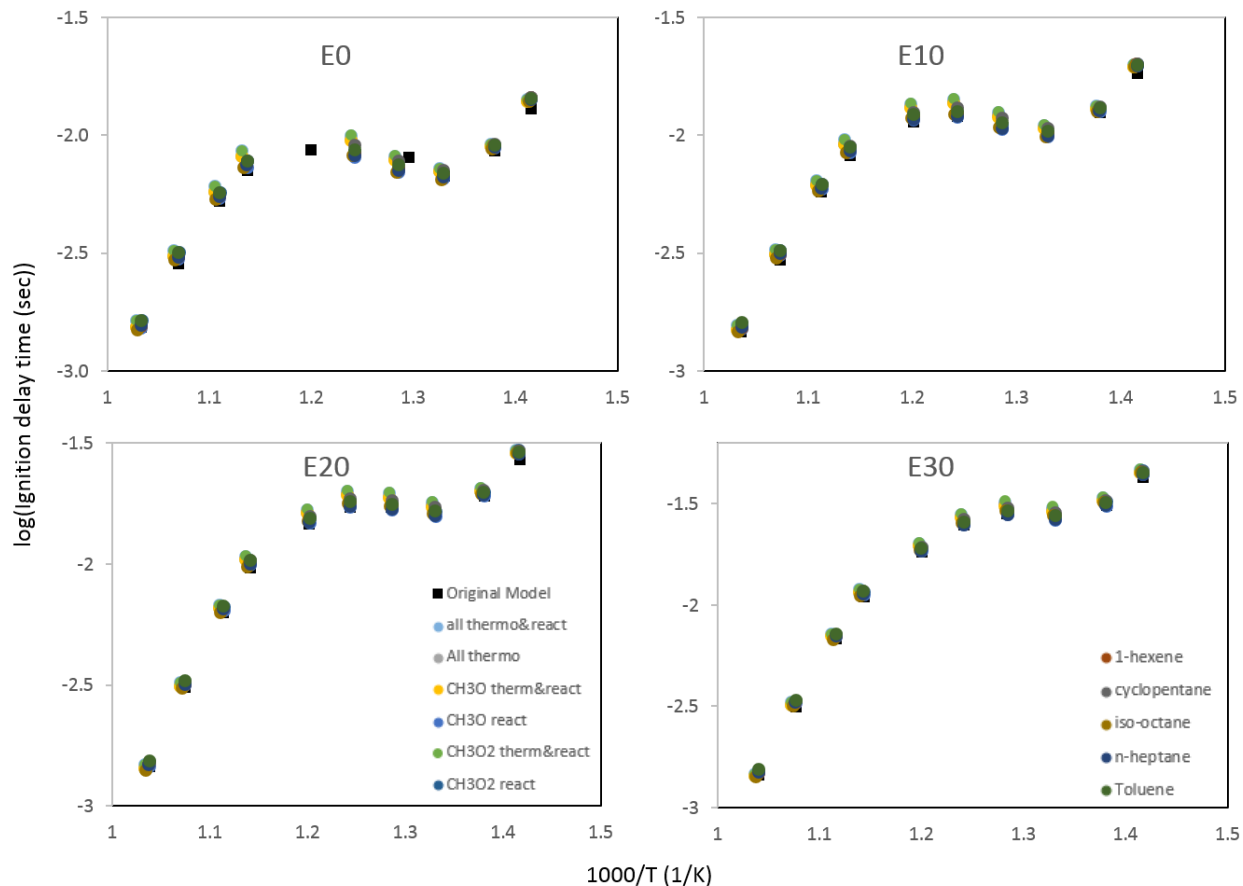 -1.5
-2.0
-2.5
-3.0
E0
1
1.1
1.2
1.3
1.4
1.5
-1.5
-2
-2.5
-3
E10
1
1.1
1.2
1.3
1.4
1.5
log(Ignition delay time (sec))
-1.5
-2
-2.5
-3
E20
Original Model
all thermo&react
All thermo
CH3O therm&react
CH3O react
CH3O2 therm&react
CH3O2 react
1
1.1
1.2
1.3
1.4
1.5
-1.5
-2
-2.5
-3
E30
1-hexene
cyclopentane
iso-octane
n-heptane
Toluene
1
1.1
1.2
1.3
1.4
1.5
1000/T (1/K)